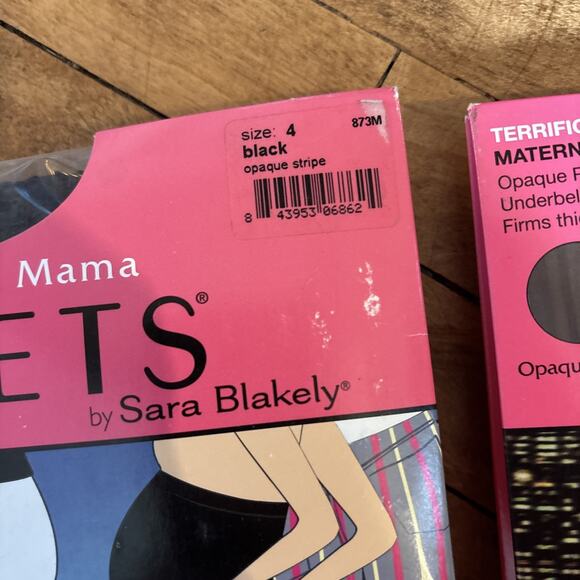 size: 4
873M
black
opaque stripe
8 43953 06862
Mama
ETS®
by Sara Blakely®
TERRIFIC
MATERN
Opaque F
Underbel
Firms thi
Opaqu